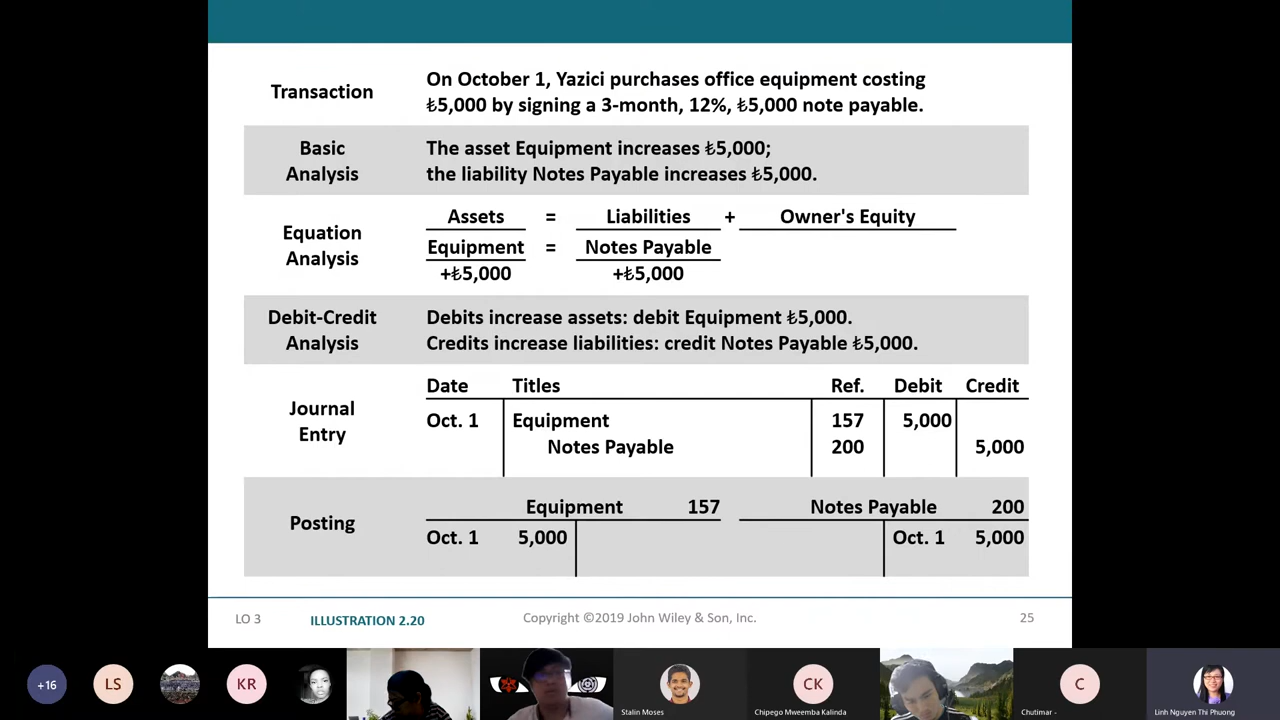 Transaction
On October 1, Yazici purchases office equipment costing
₺5,000 by signing a 3-month, 12%, ₺5,000 note payable.
Basic
Analysis
The asset Equipment increases ₺5,000;
the liability Notes Payable increases ₺5,000.
Equation
Analysis
Assets = Liabilities + Owner's Equity
Equipment = Notes Payable
+₺5,000 +₺5,000
Debit-Credit
Analysis
Debits increase assets: debit Equipment ₺5,000.
Credits increase liabilities: credit Notes Payable ₺5,000.
Journal
Entry
Date Titles Ref. Debit Credit
Oct. 1 Equipment 157 5,000
Notes Payable 200 5,000
Posting
Equipment 157 Notes Payable 200
Oct. 1 5,000 Oct. 1 5,000
LO 3 ILLUSTRATION 2.20 Copyright ©2019 John Wiley & Son, Inc. 25
+16 LS KR CK C
Stalin Moses Chipego Mweemba Kalinda Chutimar - Linh Nguyen Thi Phuong